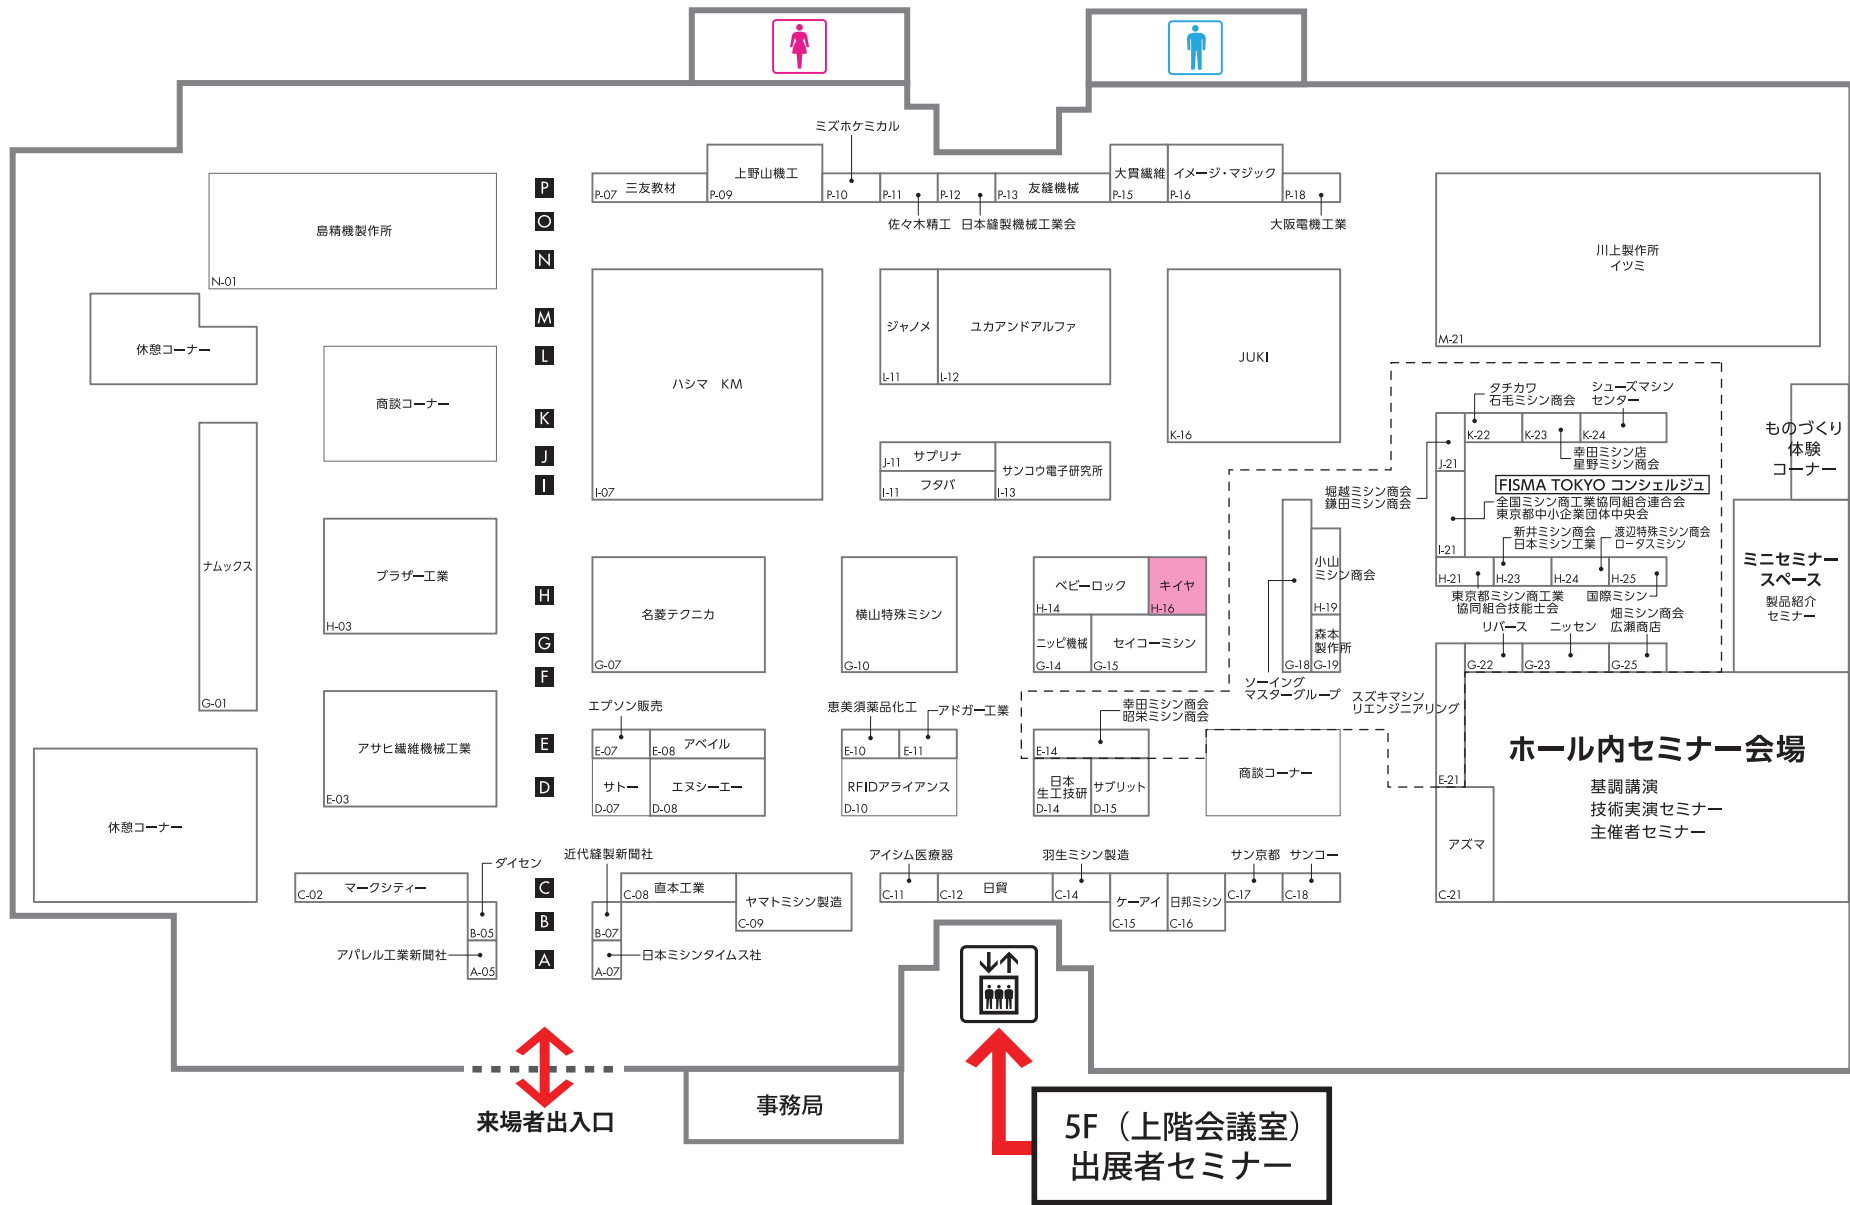 ミズホケミカル
P
三友教材
P-07
上野山機工
P-09
P-10
P-11
P-12
友縫機械
P-13
大貫繊維
P-15
イメージ・マジック
P-16
P-18
佐々木精工
日本縫製機械工業会
大阪電機工業
O
島精機製作所
N-01
N
川上製作所
イツミ
M-21
M
ジャノメ
L-11
ユカアンドアルファ
L-12
JUKI
K-16
休憩コーナー
L
商談コーナー
ハシマ　KM
I-07
K
J
サプリナ
J-11
I
フタバ
I-11
サンコウ電子研究所
I-13
タチカワ
石毛ミシン商会
シューズマシン
センター
K-22
K-23
K-24
幸田ミシン店
星野ミシン商会
J-21
FISMA TOKYO コンシェルジュ
堀越ミシン商会
鎌田ミシン商会
全国ミシン商工業協同組合連合会
東京都中小企業団体中央会
新井ミシン商会
日本ミシン工業
渡辺特殊ミシン商会
ロータスミシン
I-21
H-21
H-23
H-24
H-25
東京都ミシン商工業
協同組合技能士会
国際ミシン
畑ミシン商会
広瀬商店
リバース
ニッセン
G-22
G-23
G-25
ものづくり
体験
コーナー
ミニセミナー
スペース
製品紹介
セミナー
ナムックス
G-01
ブラザー工業
H-03
H
名菱テクニカ
G-07
横山特殊ミシン
G-10
ベビーロック
H-14
キイヤ
H-16
ニッピ機械
G-14
セイコーミシン
G-15
小山
ミシン商会
H-19
森本
製作所
G-18
G-19
G
F
ソーイング
マスターグループ
スズキマシン
リエンジニアリング
E-21
アサヒ繊維機械工業
E-03
エプソン販売
E
E-07
アベイル
E-08
恵美須薬品化工
アドガー工業
E-10
E-11
幸田ミシン商会
昭栄ミシン商会
E-14
D
サトー
D-07
エヌシーエー
D-08
RFIDアライアンス
D-10
日本
生工技研
D-14
サブリット
D-15
商談コーナー
ホール内セミナー会場
基調講演
技術実演セミナー
主催者セミナー
アズマ
C-21
休憩コーナー
ダイセン
近代縫製新聞社
アイシム医療器
羽生ミシン製造
サン京都
サンコー
マークシティー
C-02
C
直本工業
C-08
ヤマトミシン製造
C-09
C-11
日貿
C-12
C-14
ケーアイ
C-15
日邦ミシン
C-16
C-17
C-18
B-05
B
B-07
アパレル工業新聞社
A-05
A
A-07
日本ミシンタイムス社
来場者出入口
事務局
5F（上階会議室）
出展者セミナー